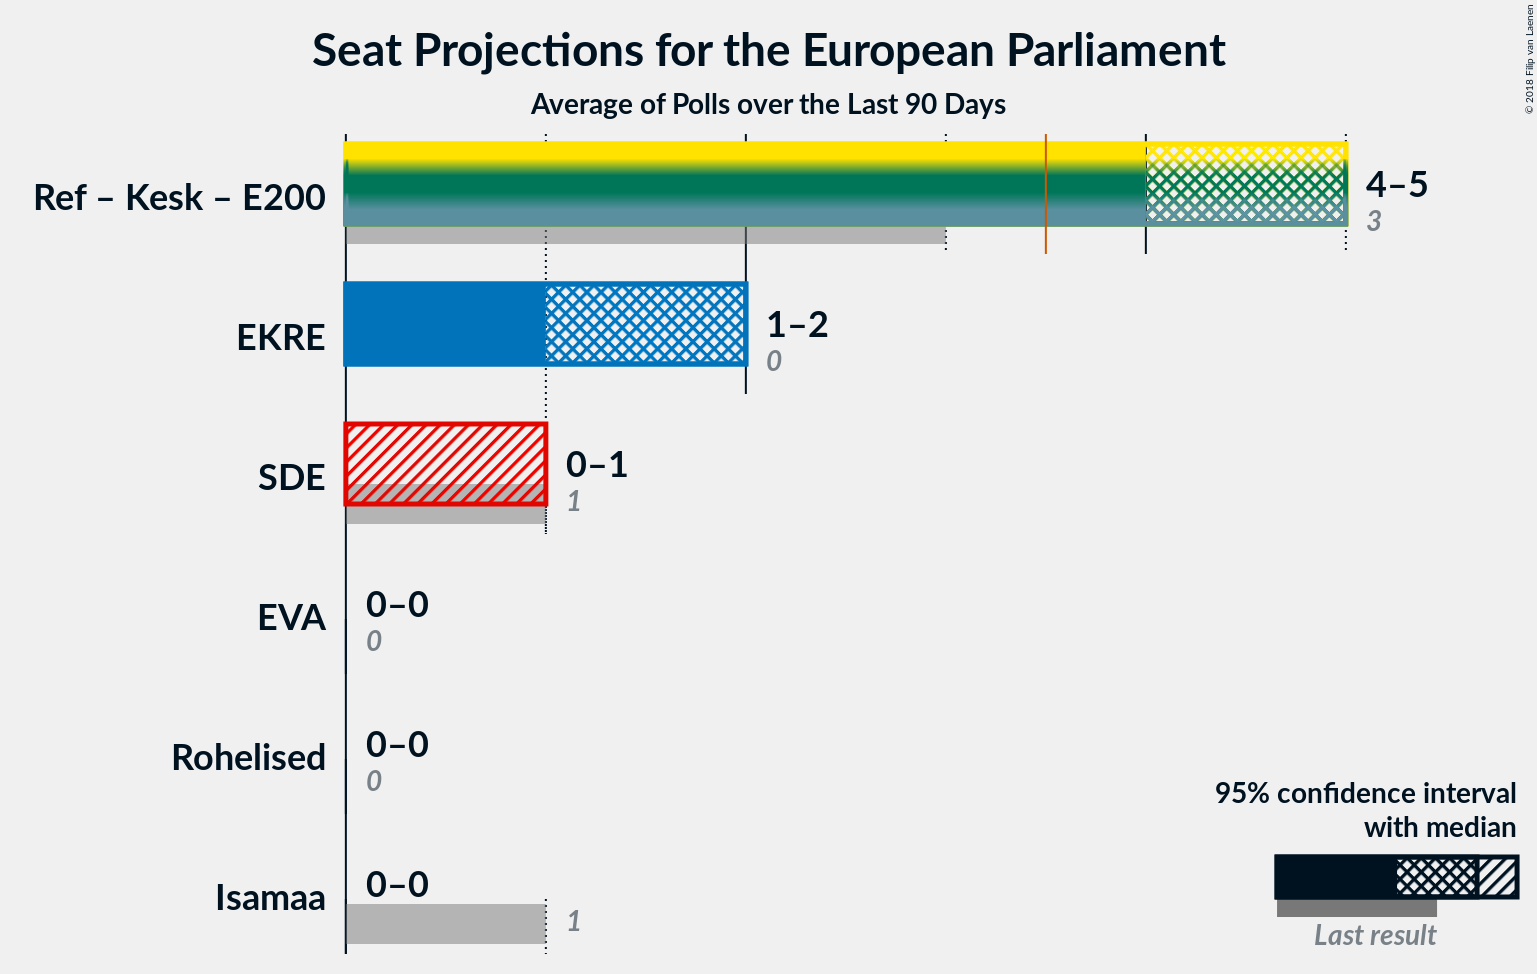 Seat Projections for the European Parliament
Average of Polls over the Last 90 Days
© 2018 Filip van Laenen
Ref – Kesk – E200
4–5
3
EKRE
1–2
0
SDE
0–1
1
EVA
0–0
0
Rohelised
0–0
0
Isamaa
0–0
1
95% confidence interval
with median
Last result